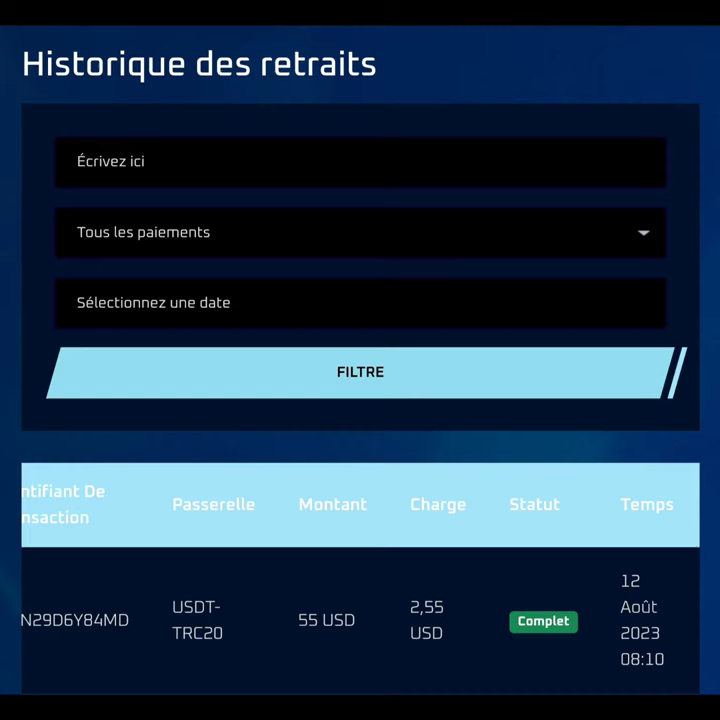 Historique des retraits
Écrivez ici
Tous les paiements
Sélectionnez une date
FILTRE
ntifiant De
nsaction
Passerelle
Montant
Charge
Statut
Temps
N29D6Y84MD
USDT-
TRC20
55 USD
2,55
USD
Complet
12
Août
2023
08:10